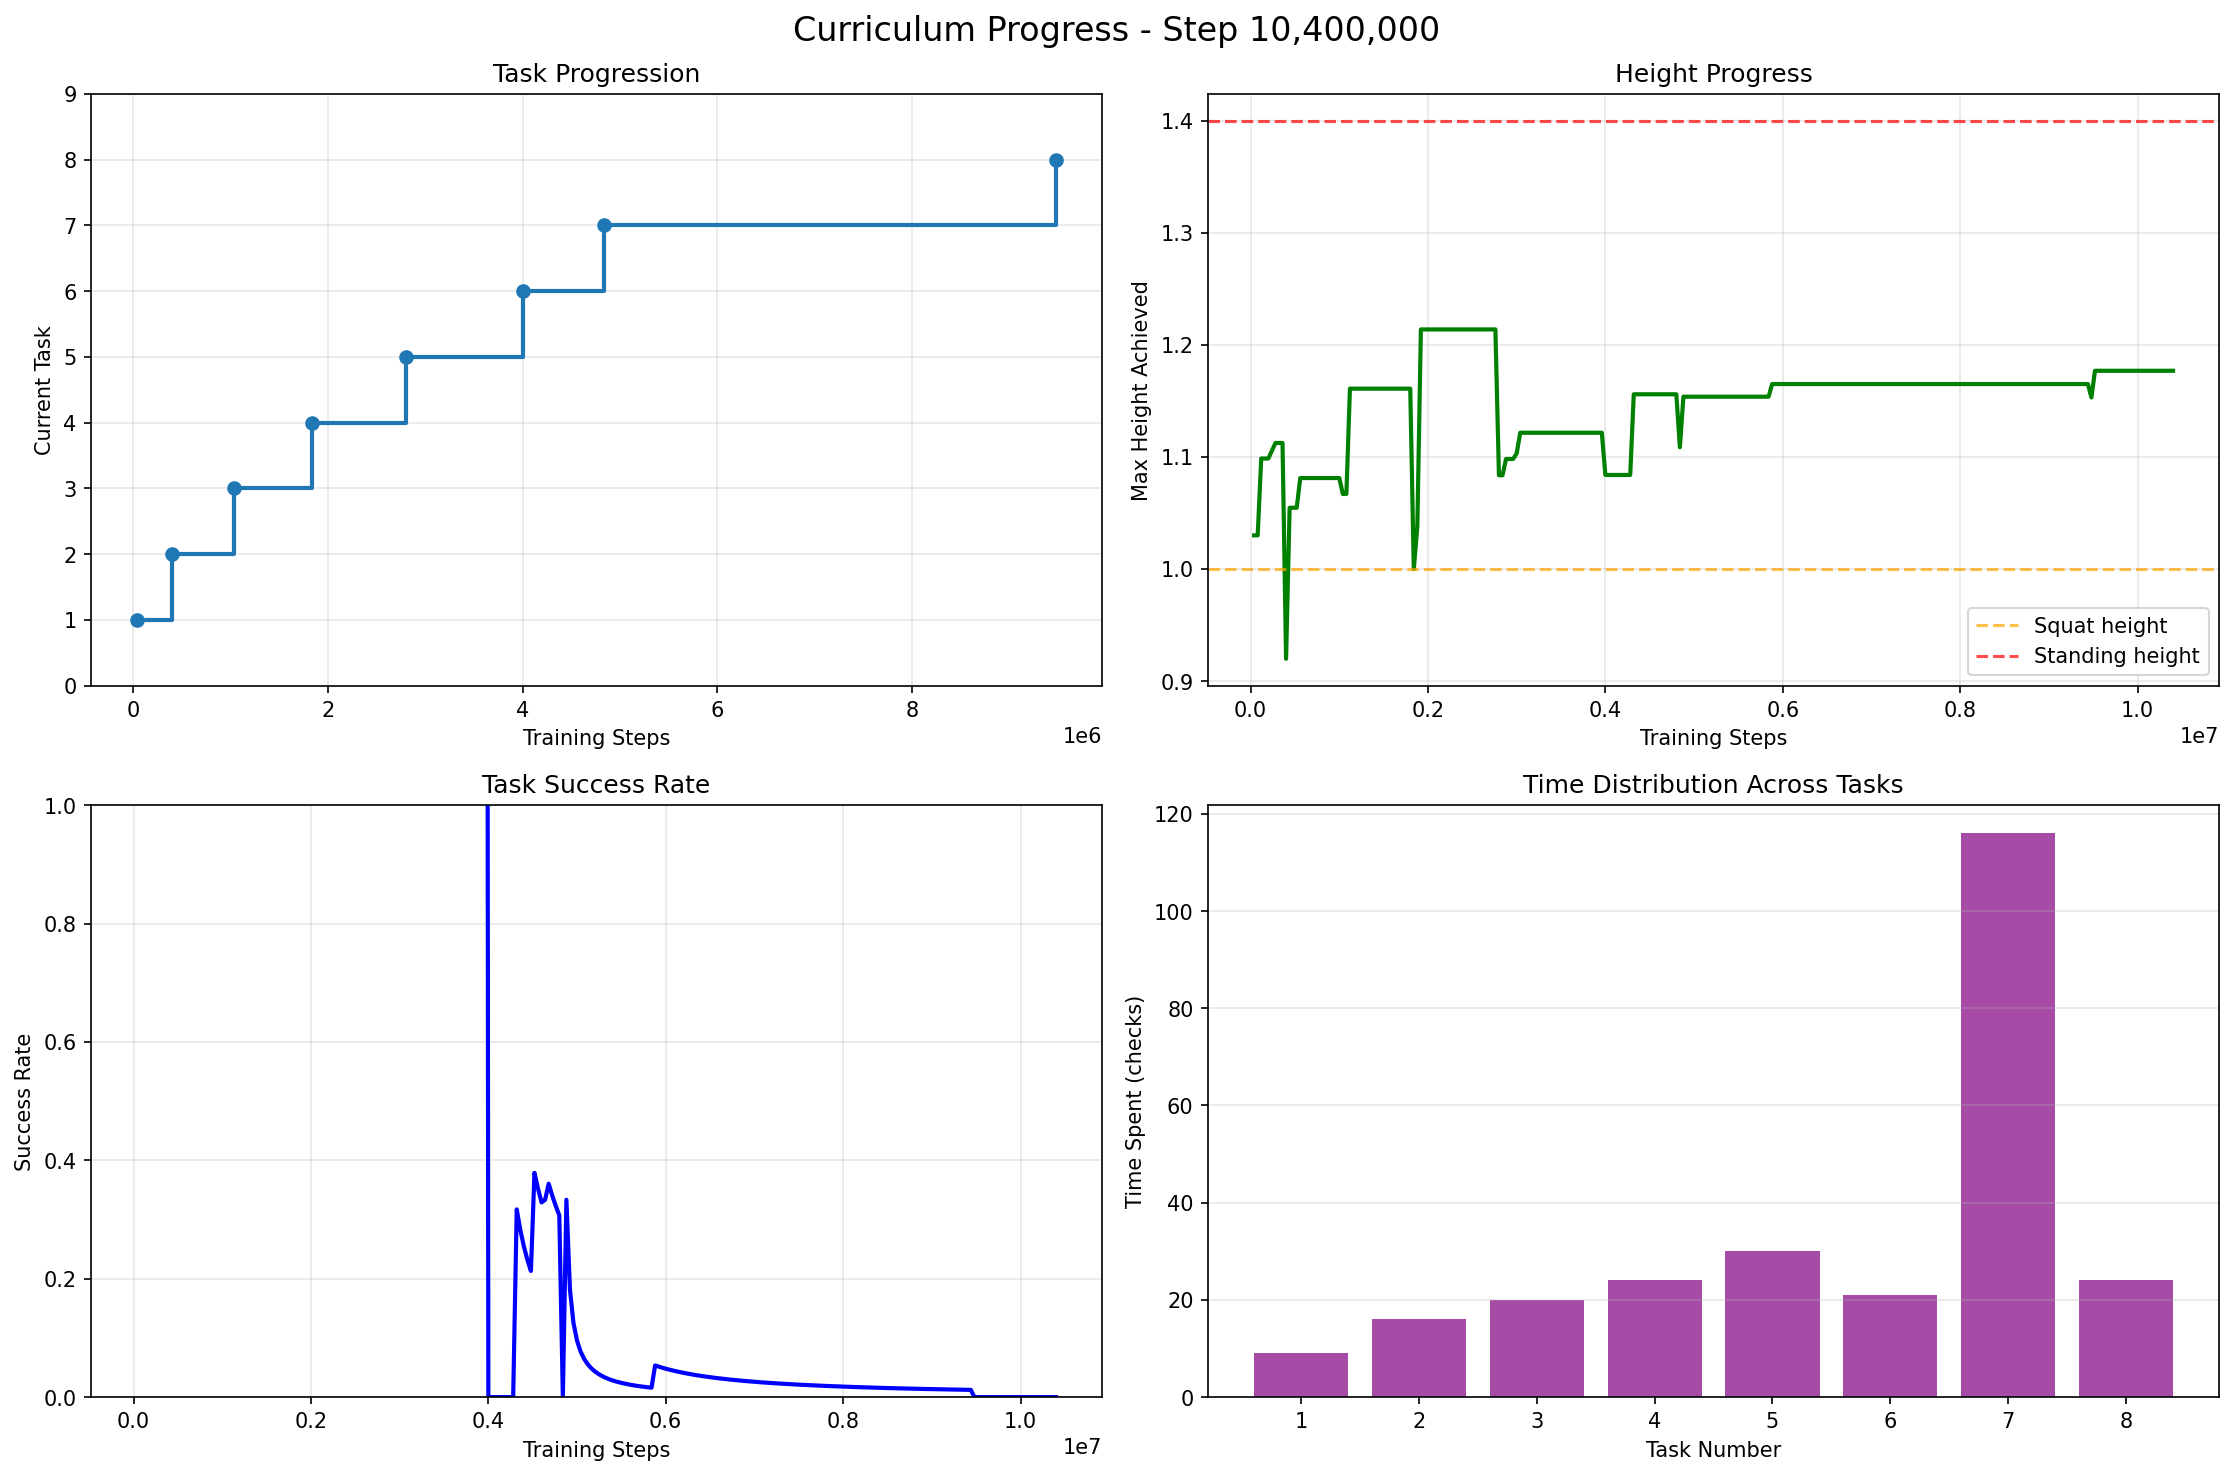 Curriculum Progress - Step 10,400,000
Task Progression
9
8
7
6
5
4
3
2
1
0
Current Task
0 2 4 6 8
1e6
Training Steps
Height Progress
1.4
1.3
1.2
1.1
1.0
0.9
Max Height Achieved
Squat height
Standing height
0.0 0.2 0.4 0.6 0.8 1.0
1e7
Training Steps
Task Success Rate
1.0
0.8
0.6
0.4
0.2
0.0
Success Rate
0.0 0.2 0.4 0.6 0.8 1.0
1e7
Training Steps
Time Distribution Across Tasks
120
100
80
60
40
20
0
Time Spent (checks)
1 2 3 4 5 6 7 8
Task Number